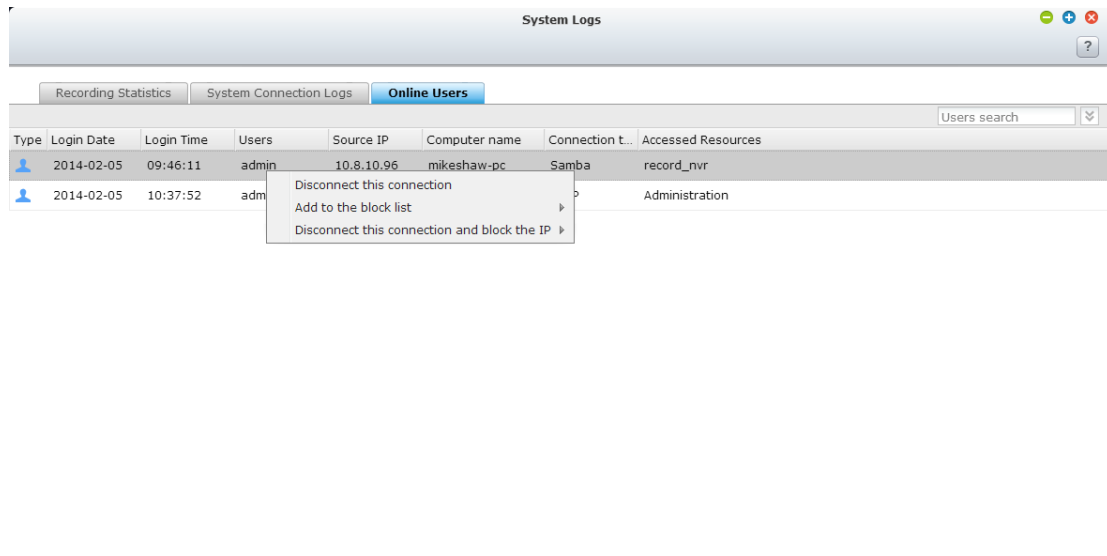 System Logs
?
Recording Statistics System Connection Logs Online Users
Users search
Type Login Date Login Time Users Source IP Computer name Connection t... Accessed Resources
2014-02-05 09:46:11 admin 10.8.10.96 mikeshaw-pc Samba record_nvr
2014-02-05 10:37:52 adm Administration
Disconnect this connection
Add to the block list
Disconnect this connection and block the IP